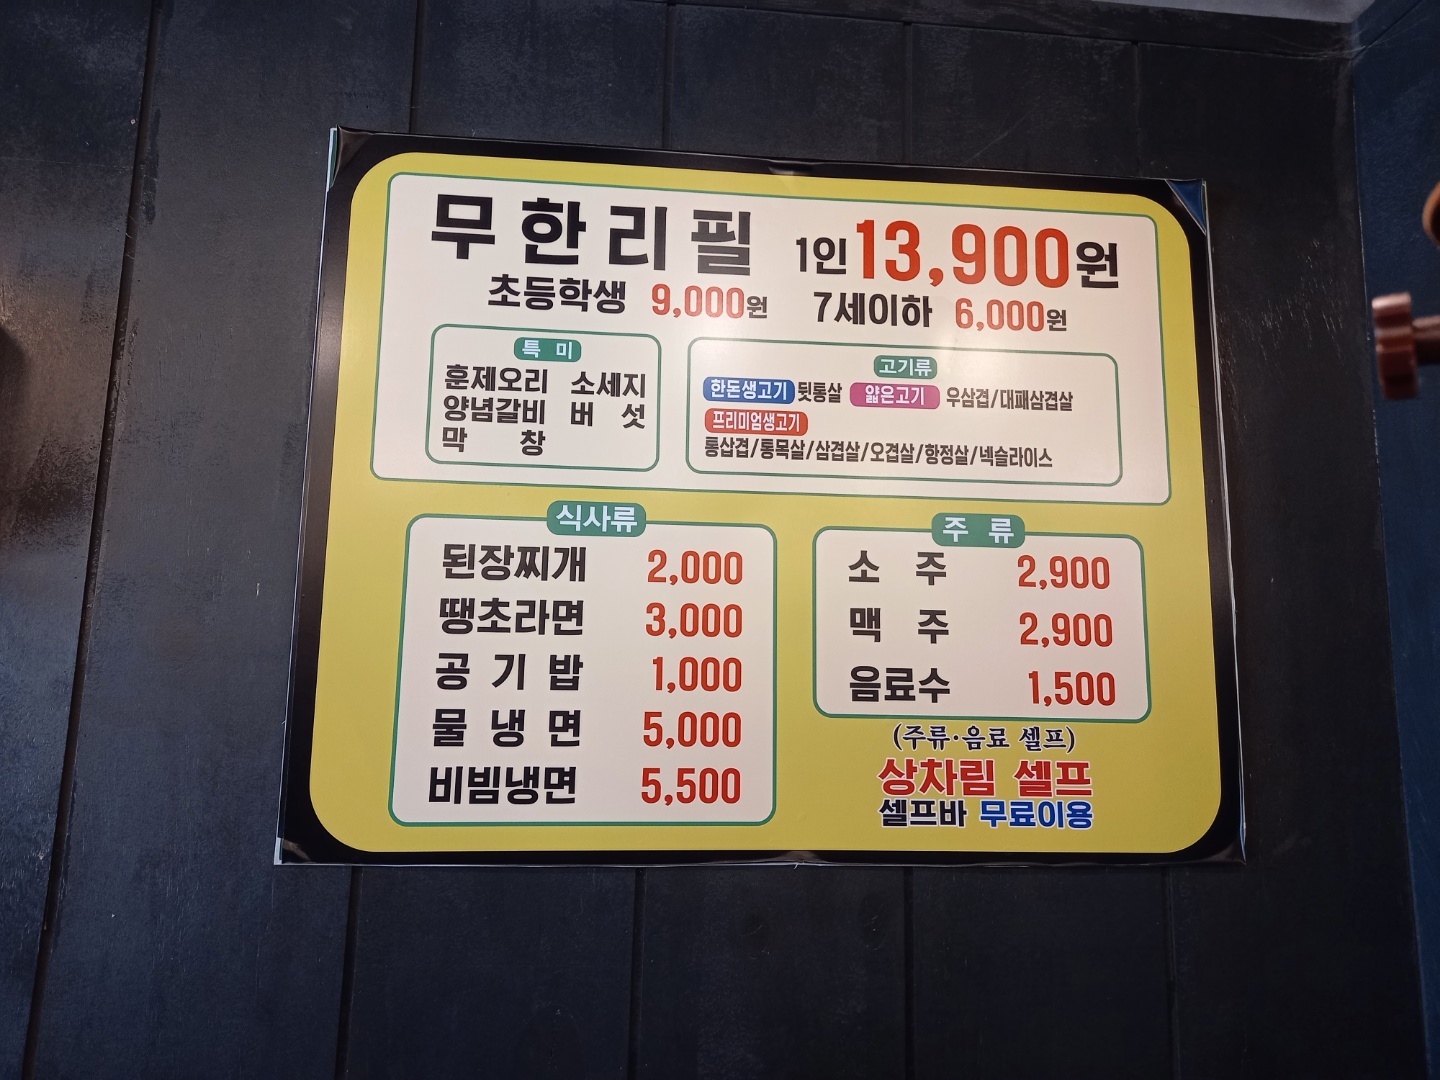 무한리필 1인 13,900원
초등학생 9,000원 7세이하 6,000원
특 미
훈제오리 소세지
양념갈비 버 섯
막 창
고기류
한돈생고기 뒷통살 얇은고기 우삼겹/대패삼겹살
프리미엄생고기
통삽겹/통목살/삼겹살/오겹살/항정살/넥슬라이스
식사류
된장찌개 2,000
땡초라면 3,000
공 기 밥 1,000
물 냉 면 5,000
비빔냉면 5,500
주 류
소 주 2,900
맥 주 2,900
음료수 1,500
(주류·음료 셀프)
상차림 셀프
셀프바 무료이용